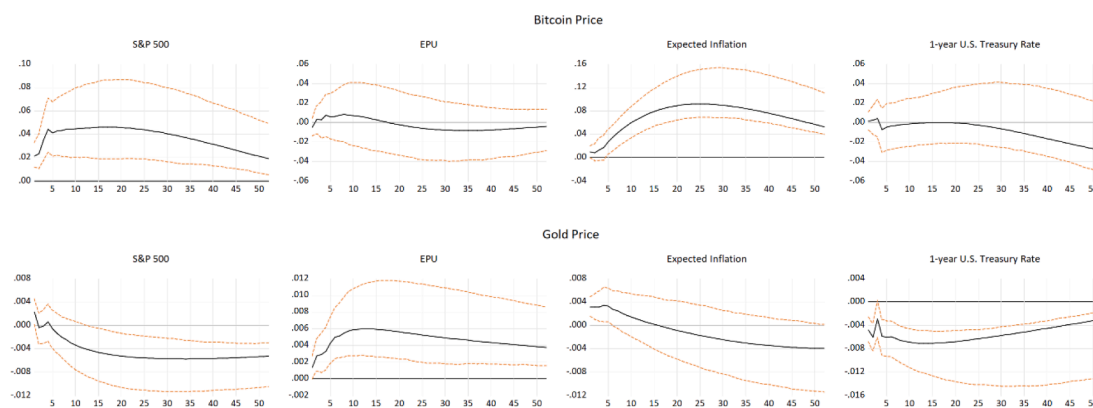 Bitcoin Price
S&P 500 EPU Expected Inflation 1-year U.S. Treasury Rate
.10 .06 .16 .06
.08 .04 .12 .04
.06 .02 .08 .02
.04 .00 .04 .00
.02 -.02 .00 -.02
.00 -.04 -.04 -.04
-.06 -.06
5 10 15 20 25 30 35 40 45 50 5 10 15 20 25 30 35 40 45 50 5 10 15 20 25 30 35 40 45 50 5 10 15 20 25 30 35 40 45 50
Gold Price
S&P 500 EPU Expected Inflation 1-year U.S. Treasury Rate
.008 .012 .008 .004
.004 .010 .004 .000
.000 .008 .000 -.004
-.004 .006 -.004 -.008
-.008 .004 -.008 -.012
-.012 .002 -.012 -.016
.000
-.002
5 10 15 20 25 30 35 40 45 50 5 10 15 20 25 30 35 40 45 50 5 10 15 20 25 30 35 40 45 50 5 10 15 20 25 30 35 40 45 50